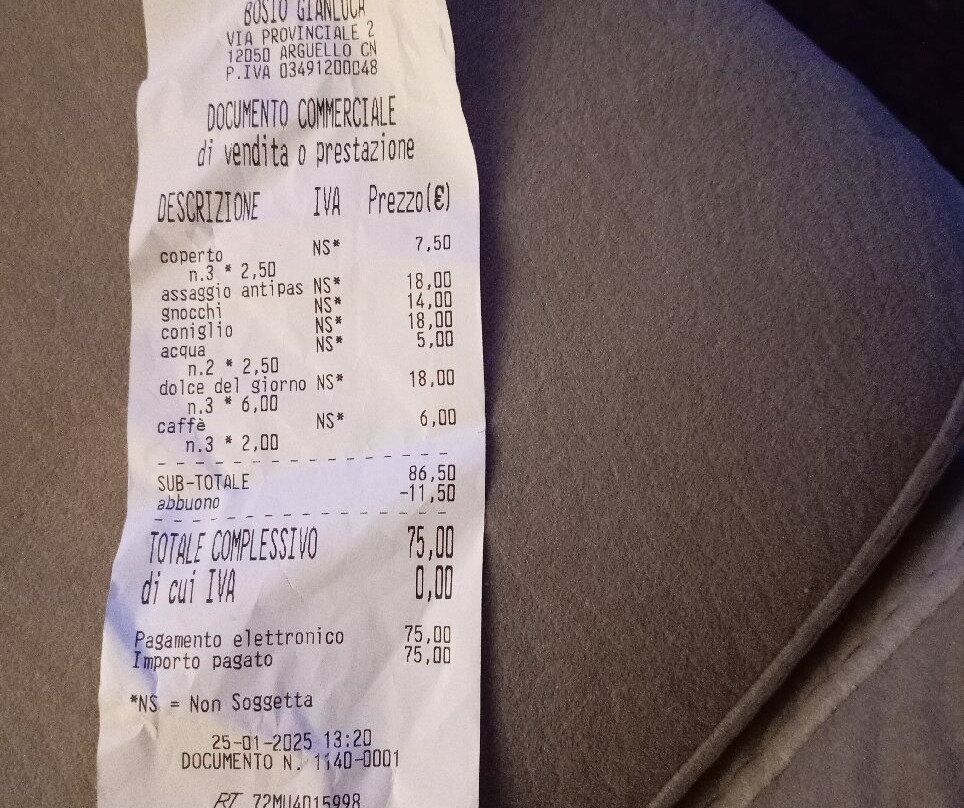 BOSIO GIANLUCA
VIA PROVINCIALE 2
12050 ARGUELLO CN
P.IVA 03491200048
DOCUMENTO COMMERCIALE
di vendita o prestazione
DESCRIZIONE IVA Prezzo(€)
coperto NS* 7,50
n.3 * 2,50
assaggio antipas NS* 18,00
gnocchi NS* 14,00
coniglio NS* 18,00
acqua NS* 5,00
n.2 * 2,50
dolce del giorno NS* 18,00
n.3 * 6,00
caffè NS* 6,00
n.3 * 2,00
SUB-TOTALE 86,50
abbuono -11,50
TOTALE COMPLESSIVO 75,00
di cui IVA 0,00
Pagamento elettronico 75,00
Importo pagato 75,00
*NS = Non Soggetta
25-01-2025 13:20
DOCUMENTO N. 1140-0001
RT 72MU4015998